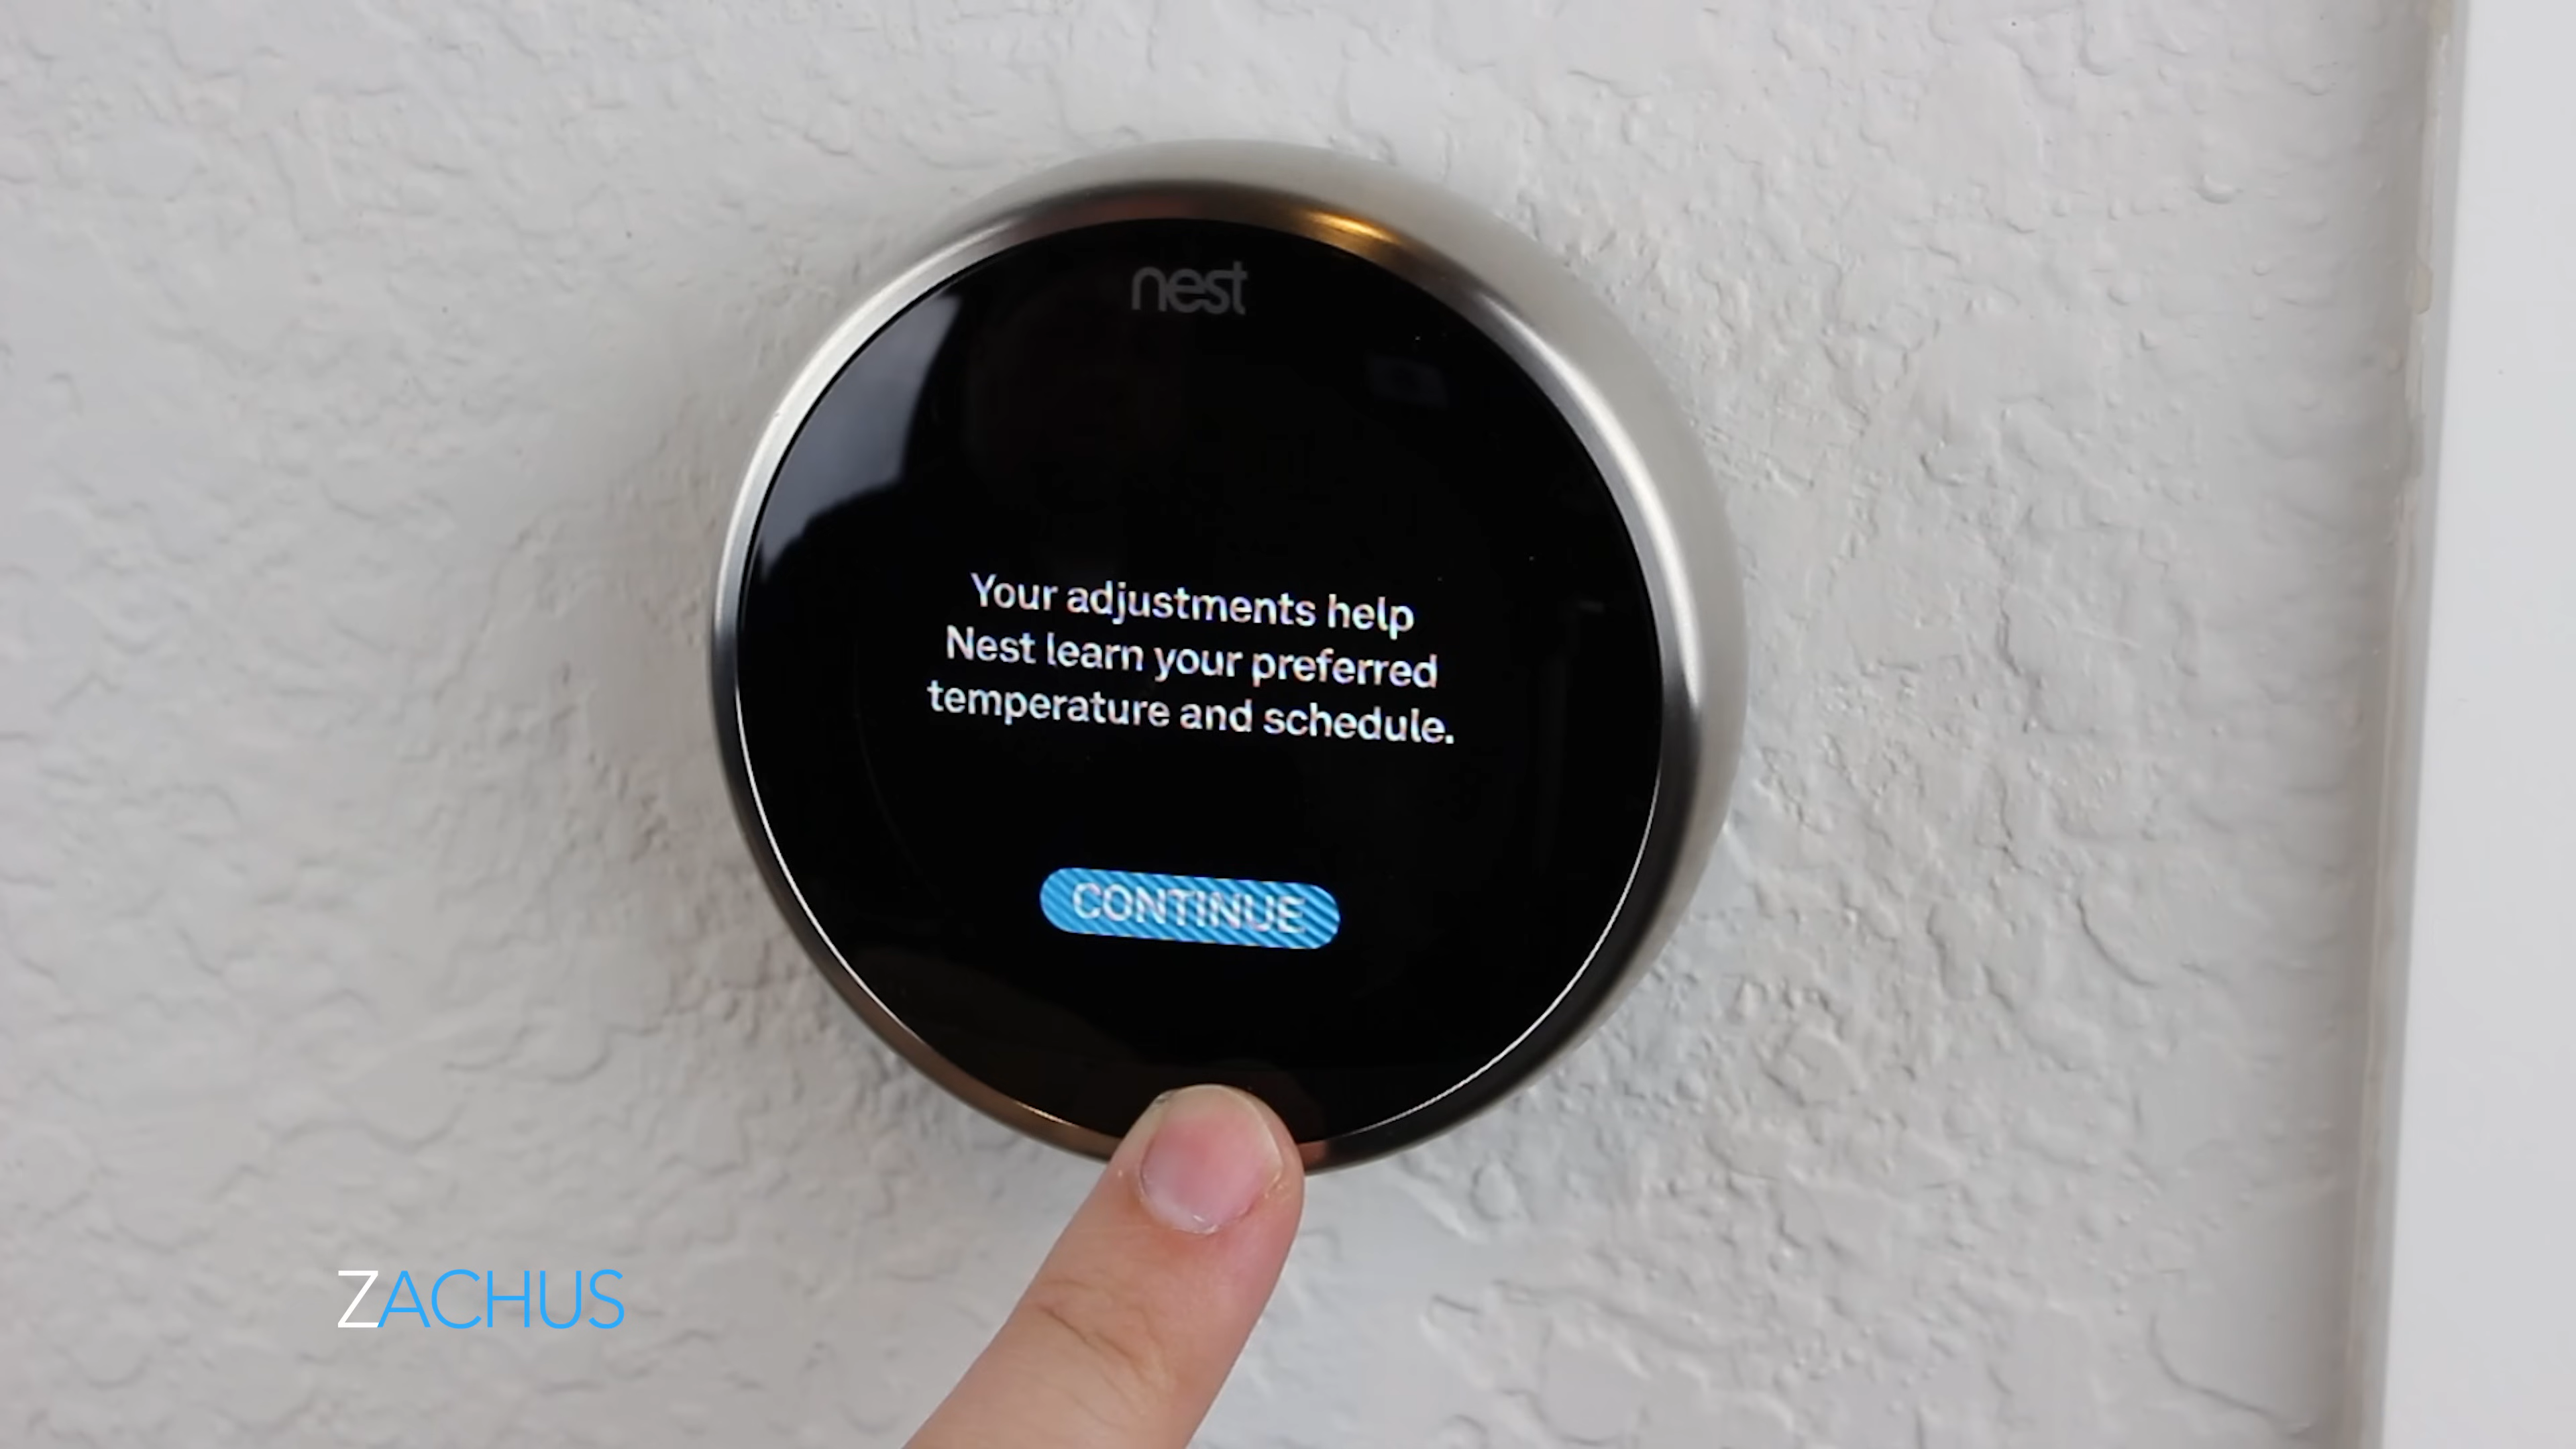 nest
Your adjustments help
Nest learn your preferred
temperature and schedule.
CONTINUE
ZACHUS